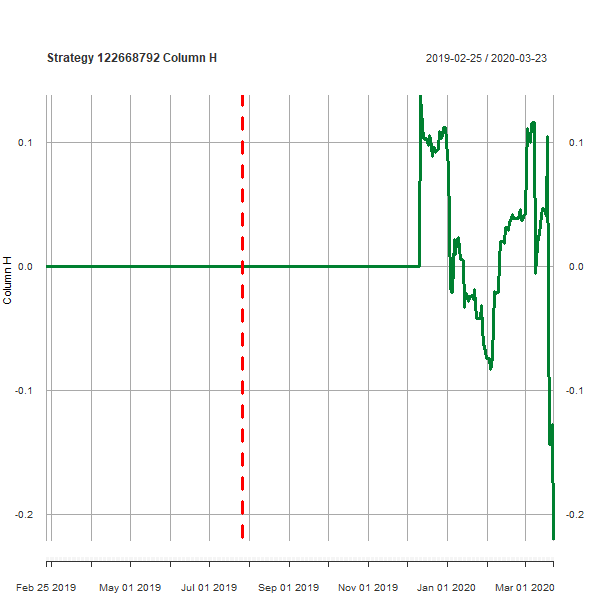 Strategy 122668792 Column H
2019-02-25 / 2020-03-23
0.1
0.1
0.0
0.0
-0.1
-0.1
-0.2
-0.2
Column H
Feb 25 2019
May 01 2019
Jul 01 2019
Sep 01 2019
Nov 01 2019
Jan 01 2020
Mar 01 2020